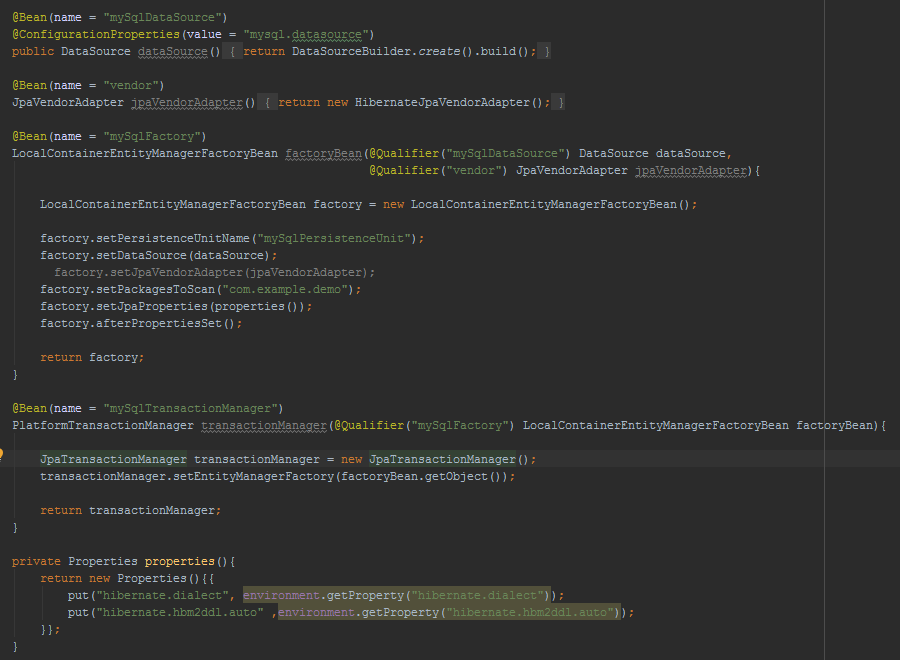 @Bean(name = "mySqlDataSource")
@ConfigurationProperties(value = "mysql.datasource")
public DataSource dataSource() { return DataSourceBuilder.create().build(); }
@Bean(name = "vendor")
JpaVendorAdapter jpaVendorAdapter() { return new HibernateJpaVendorAdapter(); }
@Bean(name = "mySqlFactory")
LocalContainerEntityManagerFactoryBean factoryBean(@Qualifier("mySqlDataSource") DataSource dataSource,
@Qualifier("vendor") JpaVendorAdapter jpaVendorAdapter){
LocalContainerEntityManagerFactoryBean factory = new LocalContainerEntityManagerFactoryBean();
factory.setPersistenceUnitName("mySqlPersistenceUnit");
factory.setDataSource(dataSource);
factory.setJpaVendorAdapter(jpaVendorAdapter);
factory.setPackagesToScan("com.example.demo");
factory.setJpaProperties(properties());
factory.afterPropertiesSet();
return factory;
}
@Bean(name = "mySqlTransactionManager")
PlatformTransactionManager transactionManager(@Qualifier("mySqlFactory") LocalContainerEntityManagerFactoryBean factoryBean){
JpaTransactionManager transactionManager = new JpaTransactionManager();
transactionManager.setEntityManagerFactory(factoryBean.getObject());
return transactionManager;
}
private Properties properties(){
return new Properties(){{
put("hibernate.dialect", environment.getProperty("hibernate.dialect"));
put("hibernate.hbm2ddl.auto" ,environment.getProperty("hibernate.hbm2ddl.auto"));
}};
}